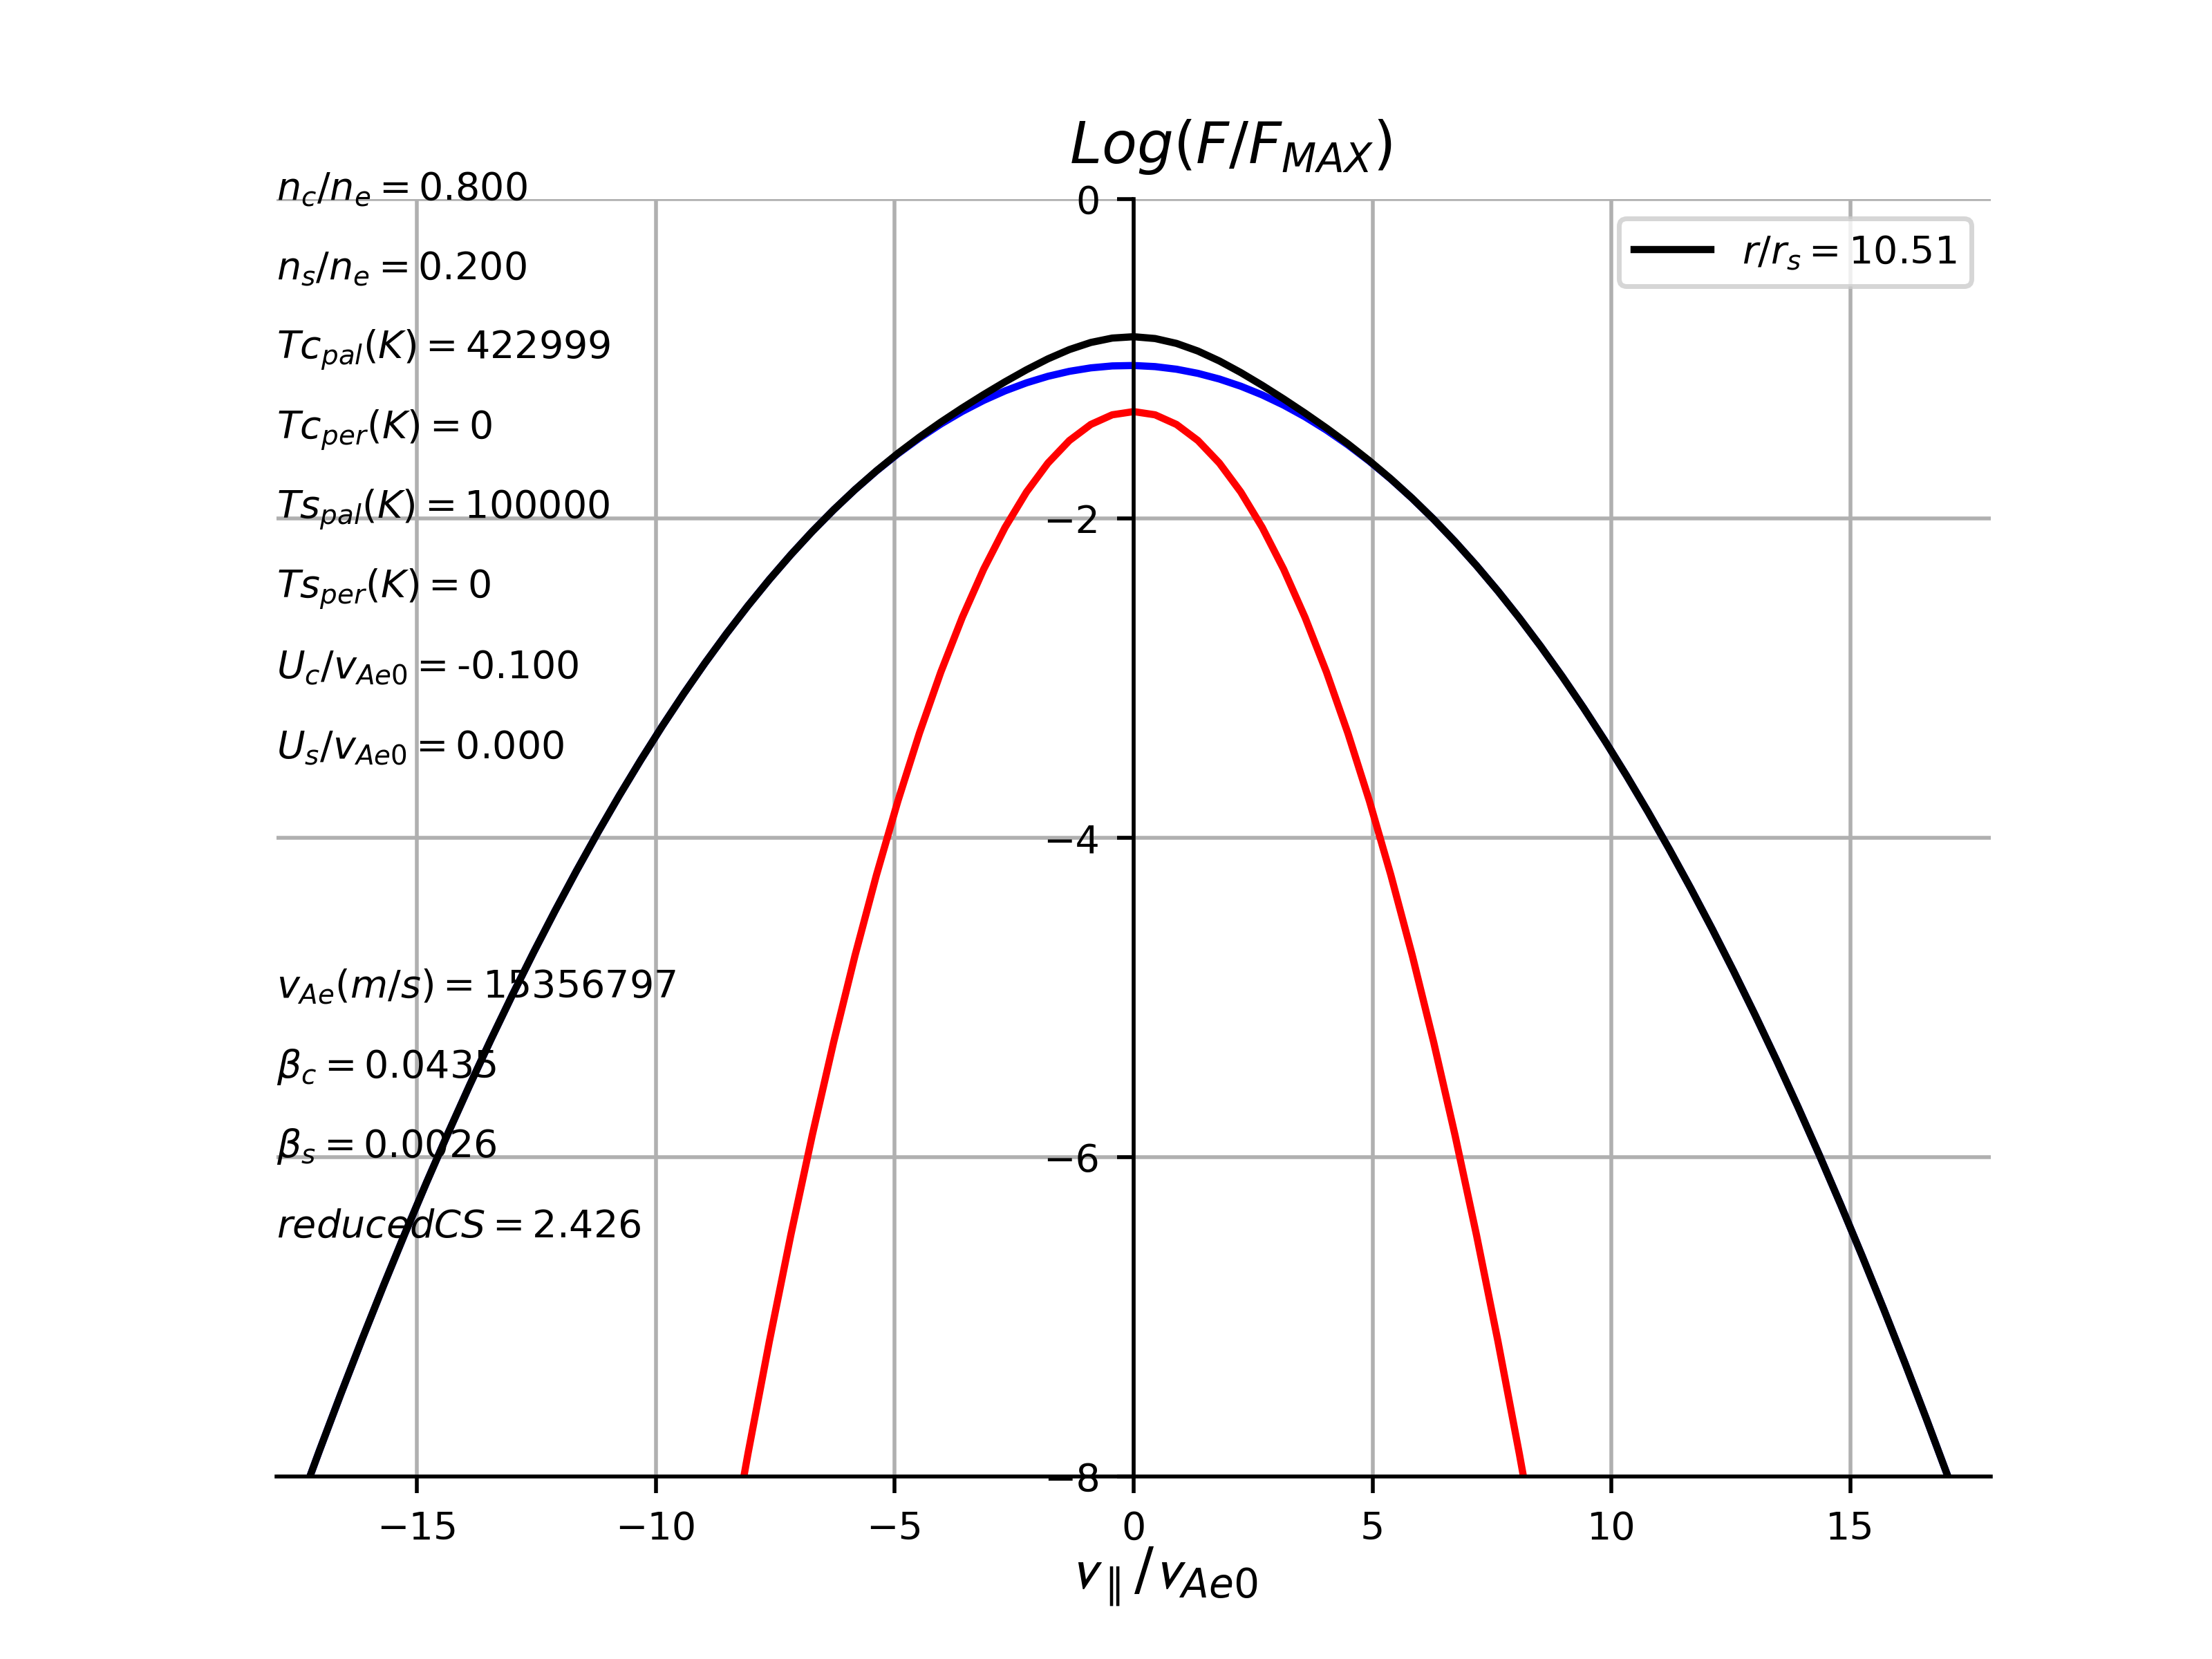 Log(F/F_MAX)
n_c/n_e = 0.800
0
r/r_s = 10.51
n_s/n_e = 0.200
Tc_pal(K) = 422999
Tc_per(K) = 0
Ts_pal(K) = 100000
−2
Ts_per(K) = 0
U_c/v_Ae0 = -0.100
U_s/v_Ae0 = 0.000
−4
v_Ae(m/s) = 15356797
β_c = 0.0435
β_s = 0.0026
−6
reducedCS = 2.426
−8
−15 −10 −5 0 5 10 15
v_∥/v_Ae0